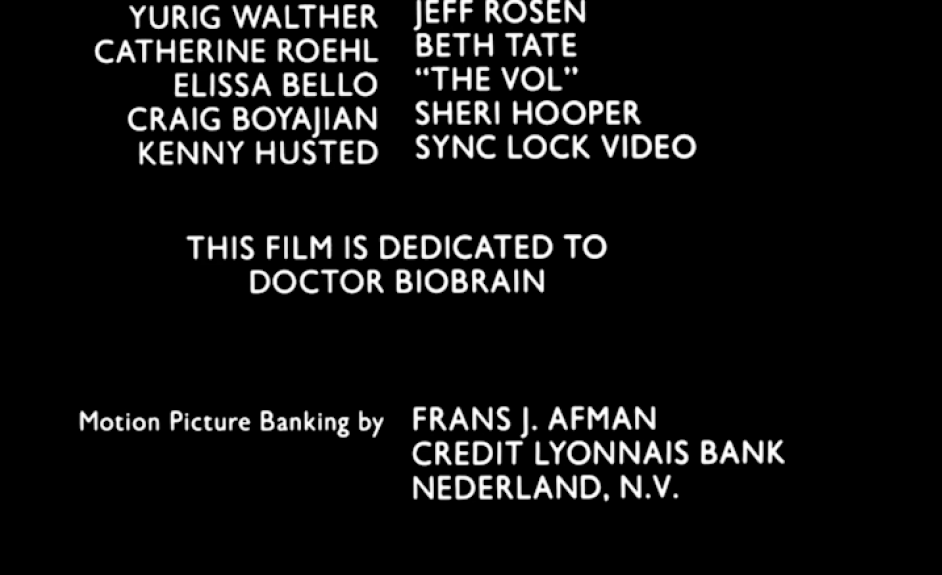 YURIG WALTHER JEFF ROSEN
CATHERINE ROEHL BETH TATE
ELISSA BELLO “THE VOL”
CRAIG BOYAJIAN SHERI HOOPER
KENNY HUSTED SYNC LOCK VIDEO
THIS FILM IS DEDICATED TO
DOCTOR BIOBRAIN
Motion Picture Banking by FRANS J. AFMAN
CREDIT LYONNAIS BANK
NEDERLAND, N.V.